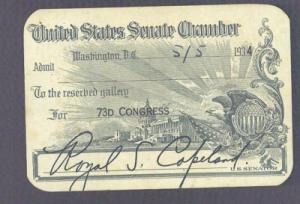 United States Senate Chamber
Washington, D.C. 5/5 1934
Admit
To the reserved gallery
For 73D CONGRESS
Royal S. Copeland
U.S. SENATOR